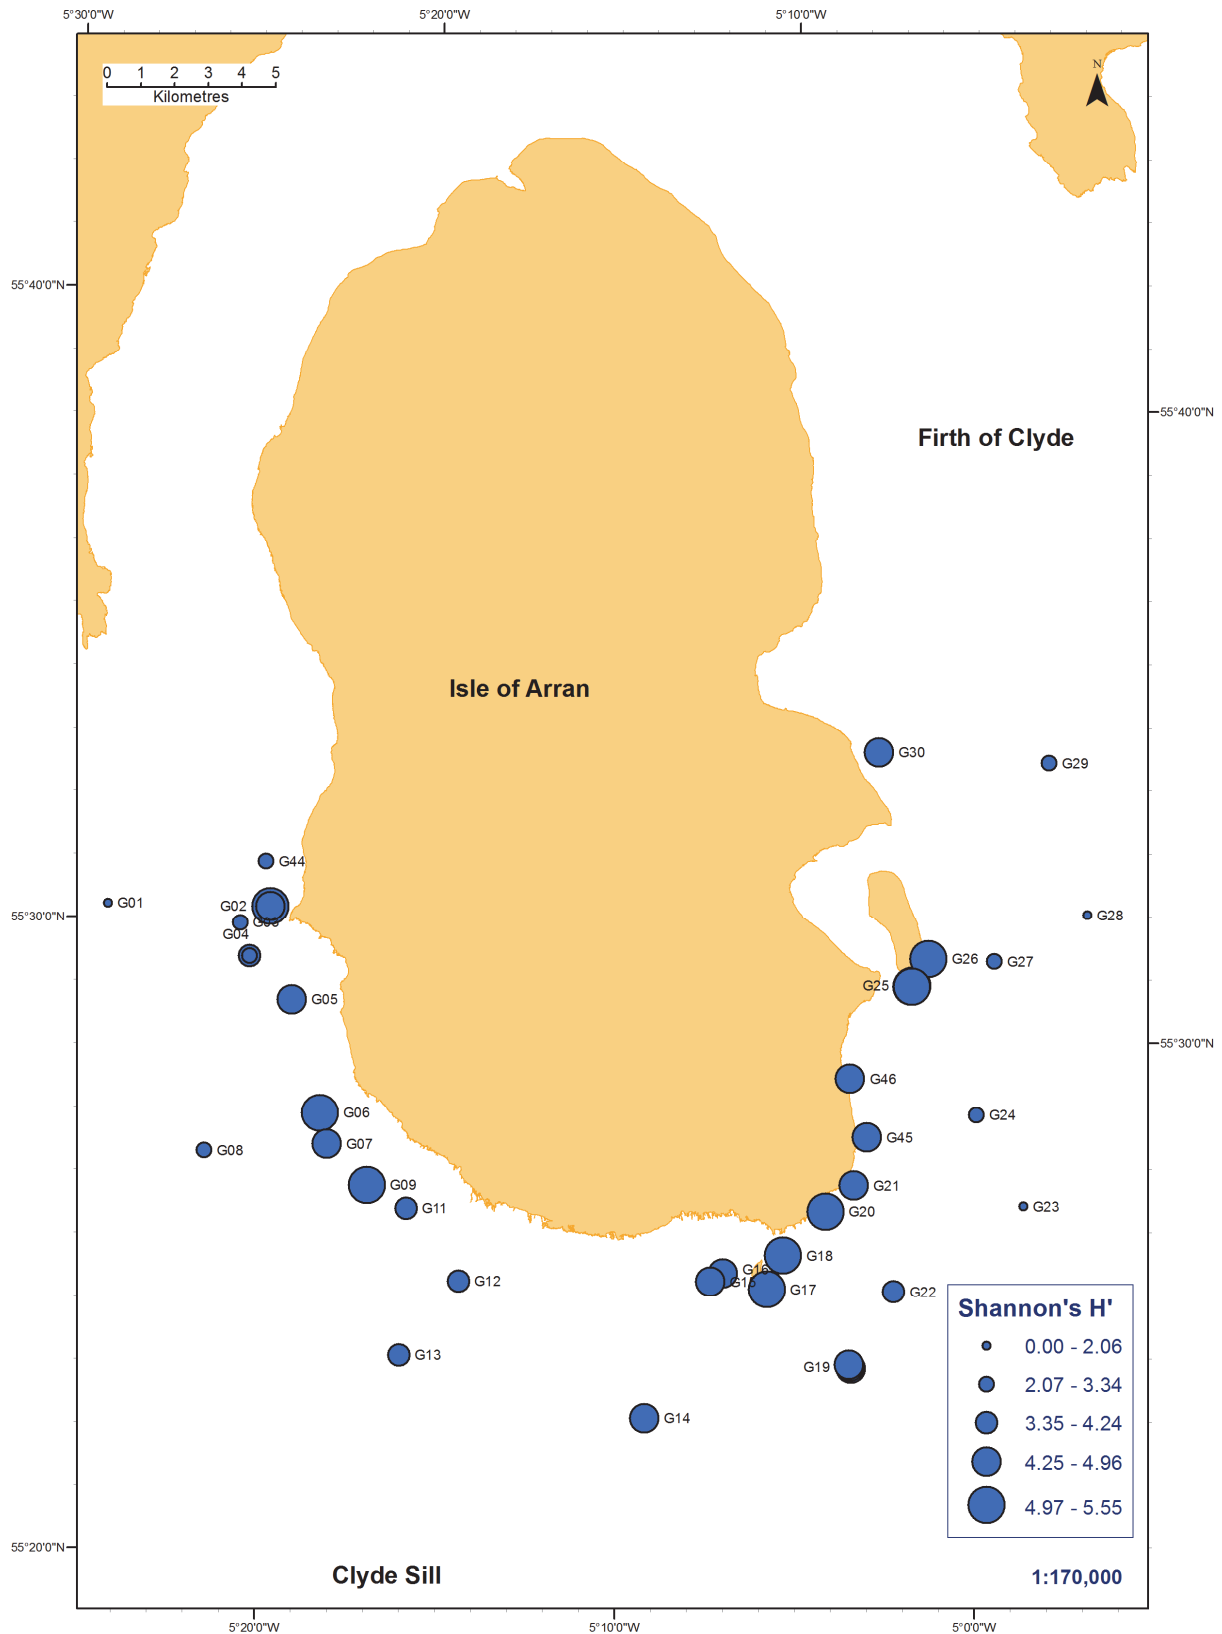 5°30'0"W 5°20'0"W 5°10'0"W
0 1 2 3 4 5
Kilometres
N
55°40'0"N
55°40'0"N
Firth of Clyde
Isle of Arran
G30
G29
G44
G01
G02
G03
G04
55°30'0"N
G28
G26
G27
G25
G05
55°30'0"N
G46
G06
G24
G07
G45
G08
G09
G21
G11
G20
G23
G18
G16
G12
G15
G17
G22
Shannon's H'
0.00 - 2.06
2.07 - 3.34
3.35 - 4.24
4.25 - 4.96
4.97 - 5.55
G13
G19
G14
55°20'0"N
Clyde Sill
1:170,000
5°20'0"W 5°10'0"W 5°0'0"W